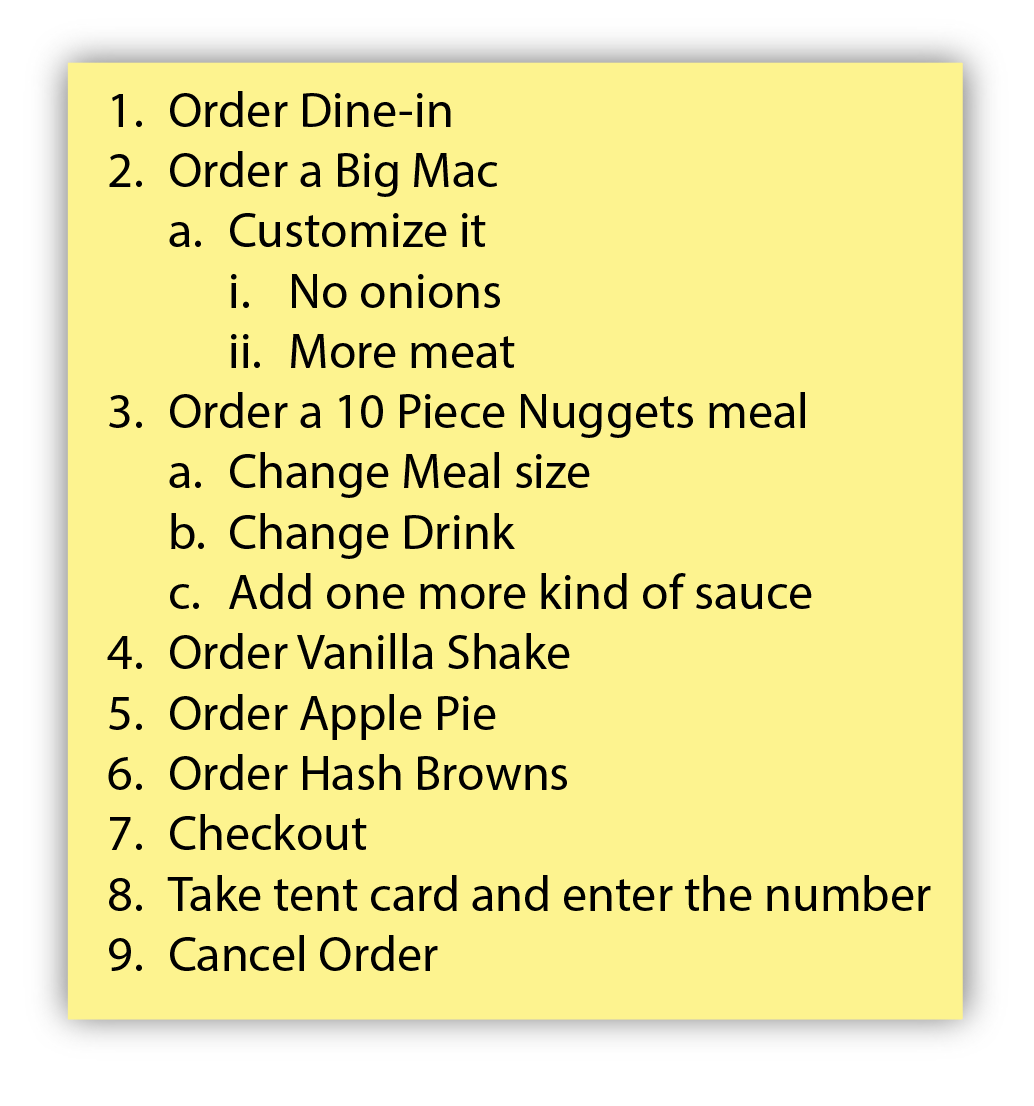 1. Order Dine-in
2. Order a Big Mac
a. Customize it
i. No onions
ii. More meat
3. Order a 10 Piece Nuggets meal
a. Change Meal size
b. Change Drink
c. Add one more kind of sauce
4. Order Vanilla Shake
5. Order Apple Pie
6. Order Hash Browns
7. Checkout
8. Take tent card and enter the number
9. Cancel Order